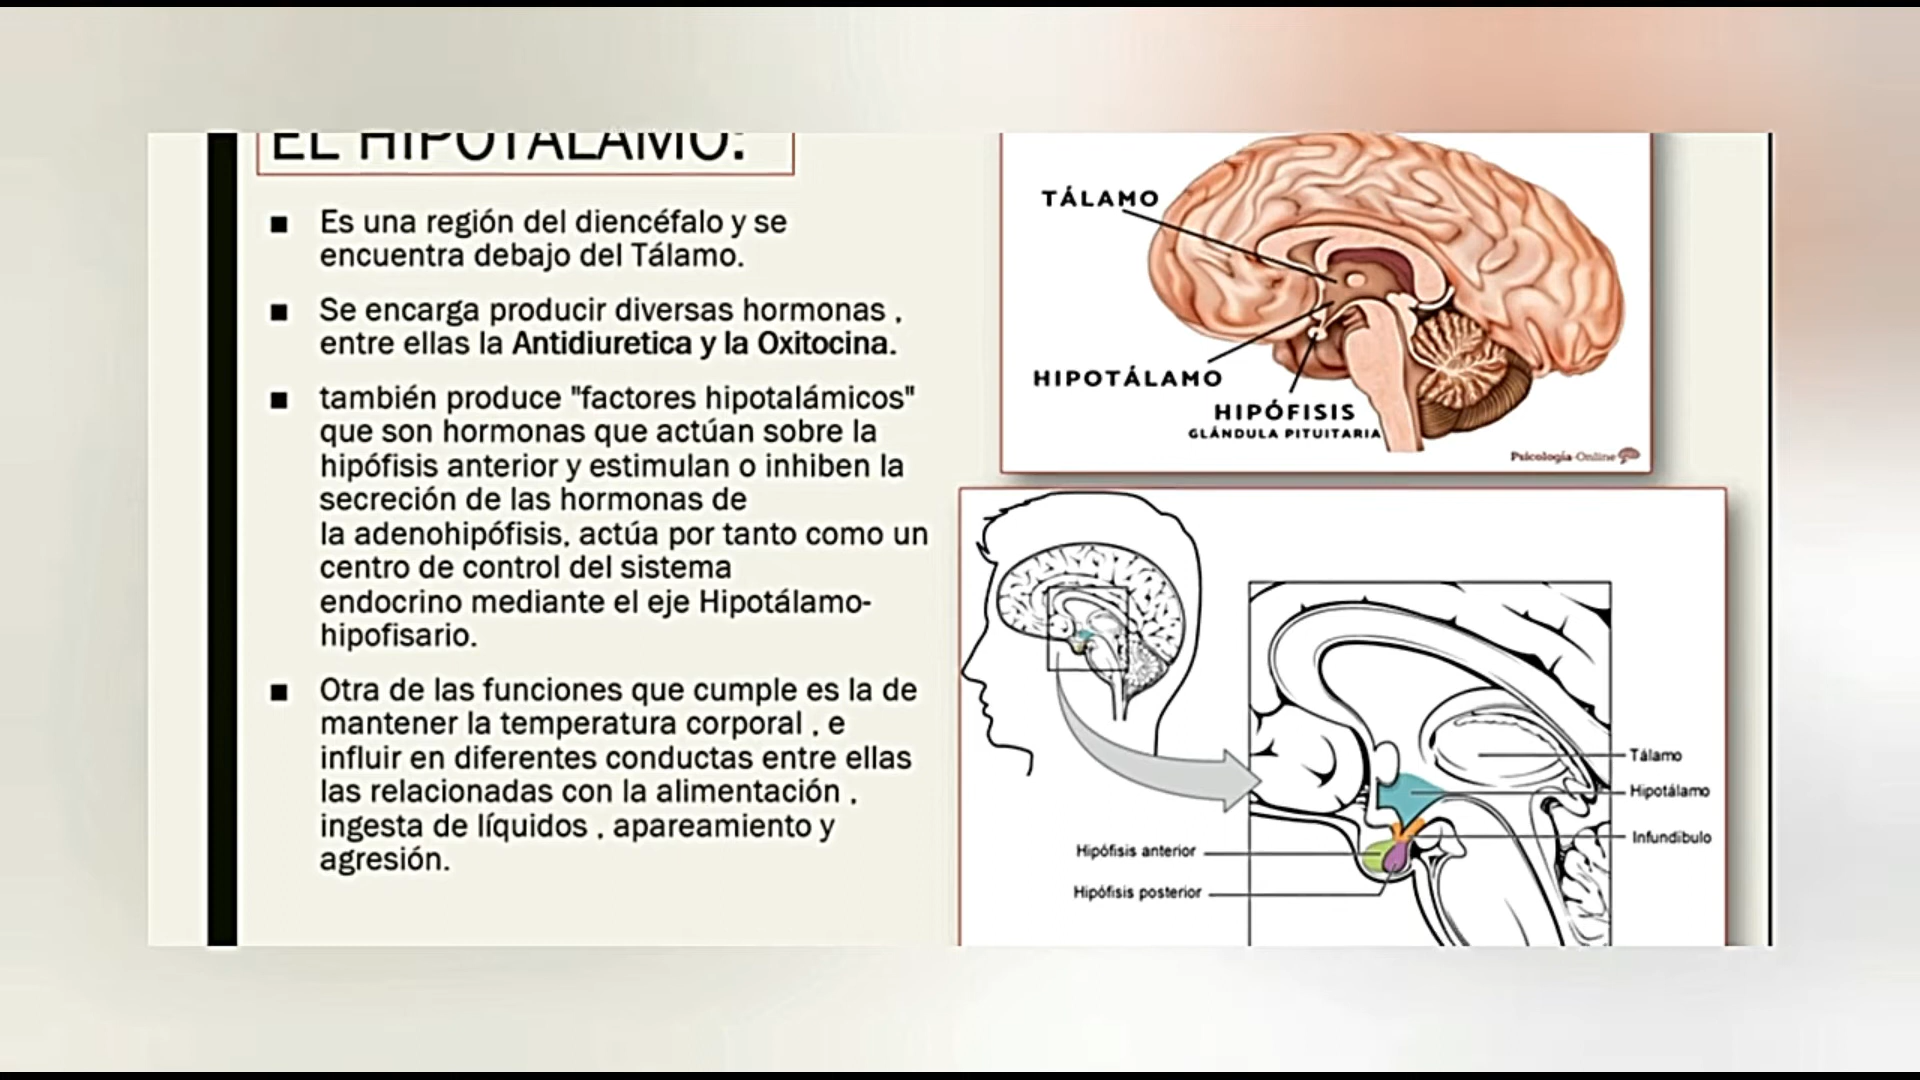 EL HIPOTALAMO:
Es una región del diencéfalo y se
encuentra debajo del Tálamo.
Se encarga producir diversas hormonas ,
entre ellas la Antidiuretica y la Oxitocina.
también produce "factores hipotalámicos"
que son hormonas que actúan sobre la
hipófisis anterior y estimulan o inhiben la
secreción de las hormonas de
la adenohipófisis, actúa por tanto como un
centro de control del sistema
endocrino mediante el eje Hipotálamo-
hipofisario.
Otra de las funciones que cumple es la de
mantener la temperatura corporal , e
influir en diferentes conductas entre ellas
las relacionadas con la alimentación ,
ingesta de líquidos , apareamiento y
agresión.
TÁLAMO
HIPOTÁLAMO
HIPÓFISIS
GLÁNDULA PITUITARIA
Psicología-Online
Tálamo
Hipotálamo
Infundibulo
Hipófisis anterior
Hipófisis posterior